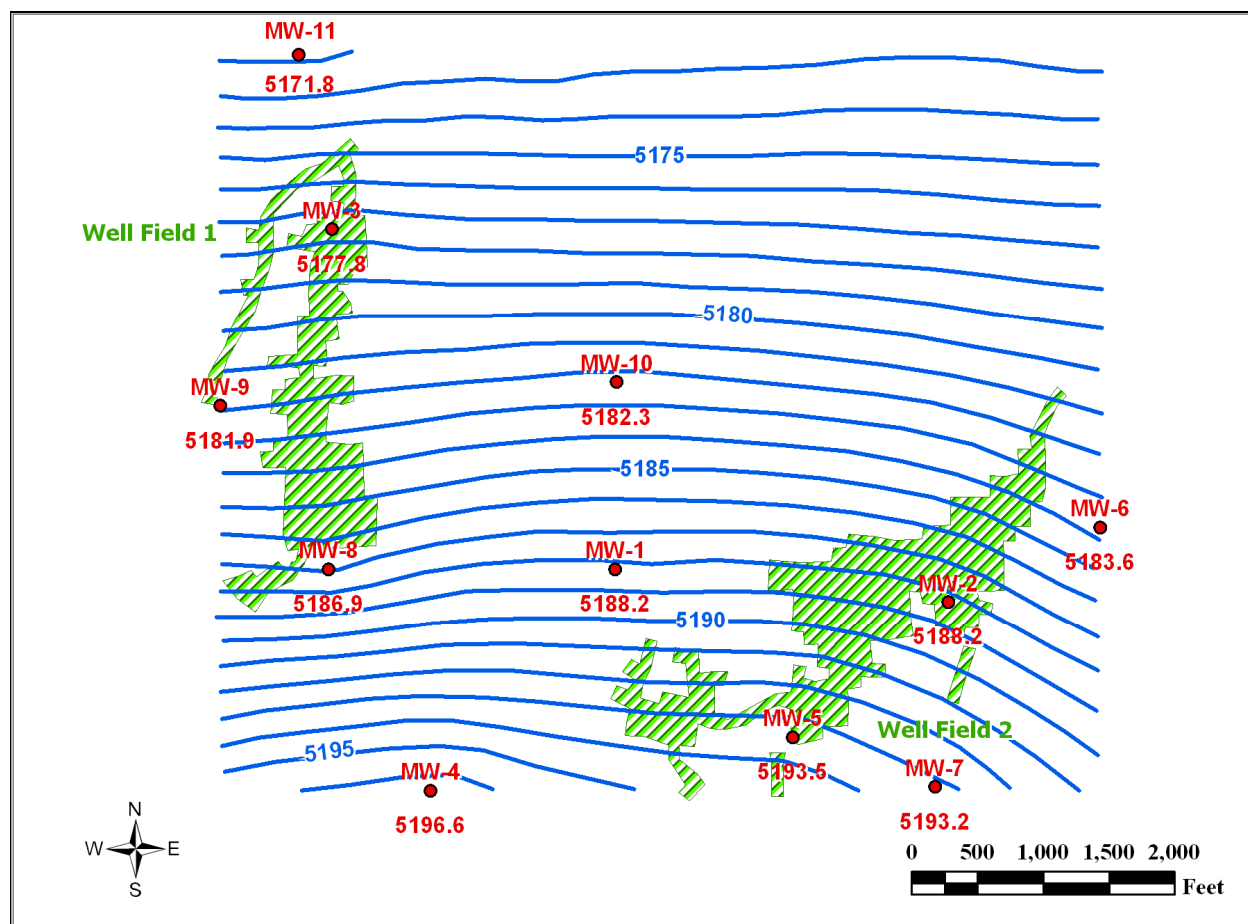 MW-11
5171.8
5175
MW-3
Well Field 1
5177.8
5180
MW-10
MW-9
5182.3
5181.9
5185
MW-6
MW-8
MW-1
5183.6
MW-2
5186.9
5188.2
5190
5188.2
MW-5
Well Field 2
5195
MW-4
5193.5
MW-7
5196.6
5193.2
N
W E
S
0 500 1,000 1,500 2,000
Feet